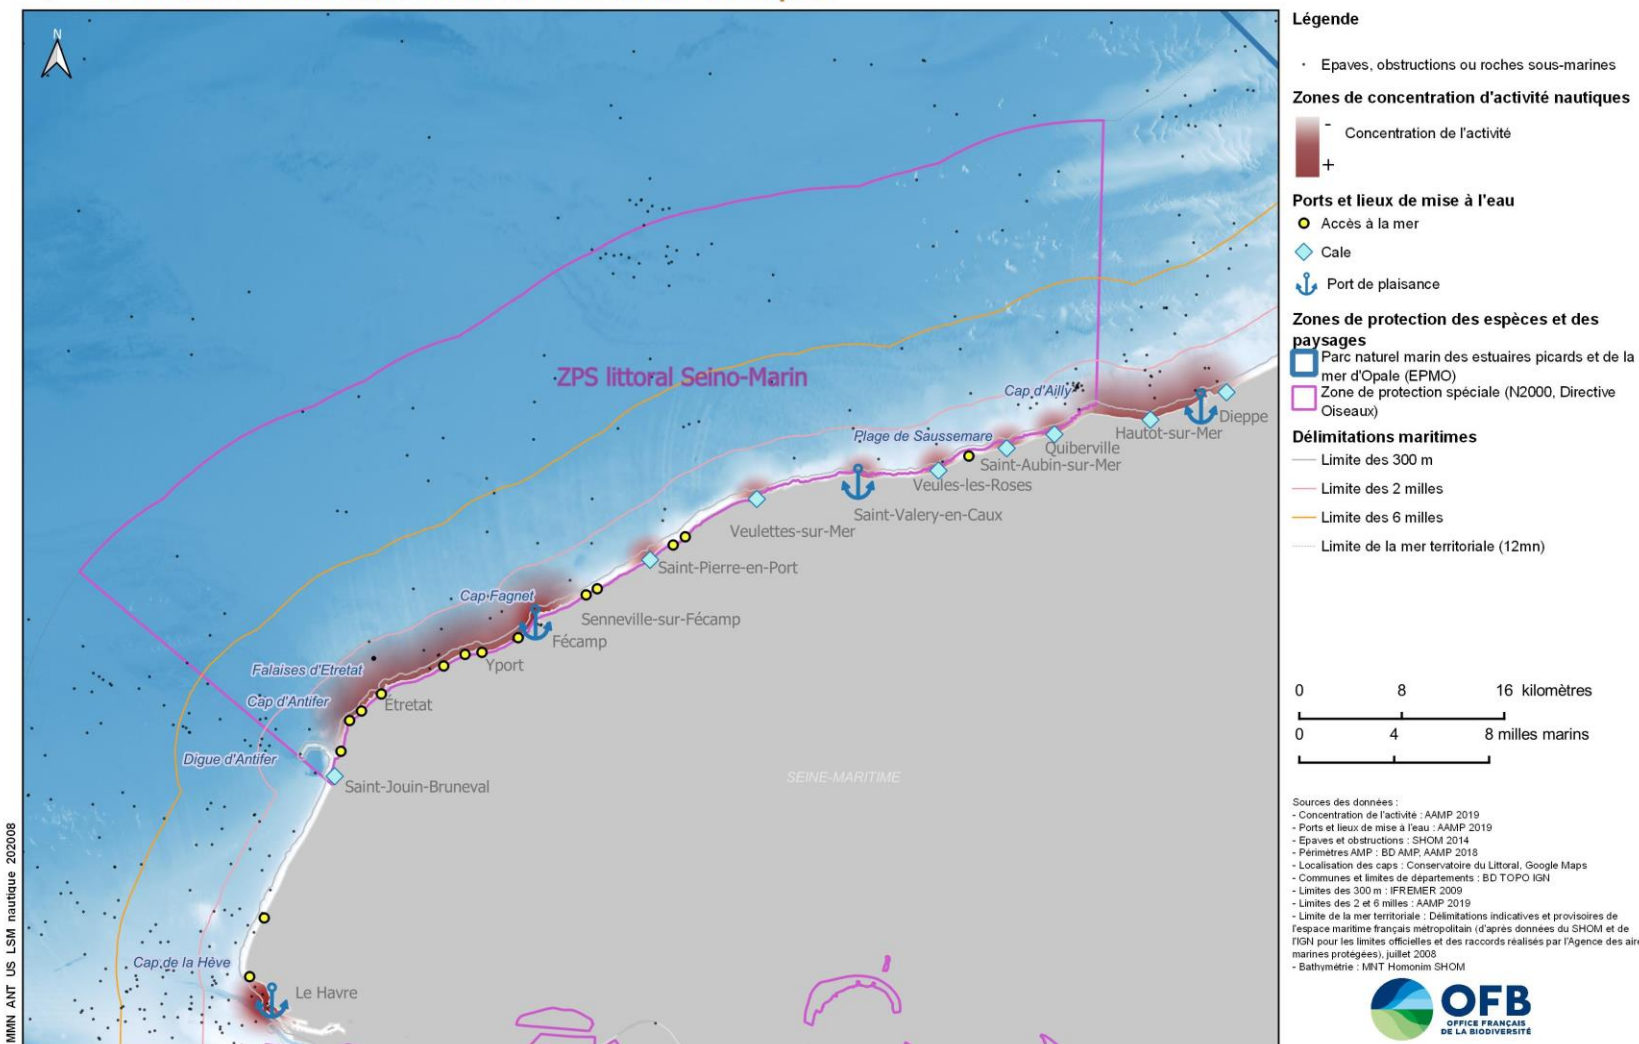 N
ZPS littoral Seino-Marin
Cap d'Ailly
Dieppe
Hautot-sur-Mer
Plage de Saussemare
Quiberville
Saint-Aubin-sur-Mer
Veules-les-Roses
Saint-Valery-en-Caux
Veulettes-sur-Mer
Saint-Pierre-en-Port
Cap Fagnet
Senneville-sur-Fécamp
Fécamp
Falaises d'Etretat
Yport
Cap d'Antifer
Étretat
Digue d'Antifer
Saint-Jouin-Bruneval
SEINE-MARITIME
Cap de la Hève
Le Havre
MMN ANT US LSM nautique 202008
Légende
Epaves, obstructions ou roches sous-marines
Zones de concentration d'activité nautiques
-
Concentration de l'activité
+
Ports et lieux de mise à l'eau
Accès à la mer
Cale
Port de plaisance
Zones de protection des espèces et des
paysages
Parc naturel marin des estuaires picards et de la
mer d'Opale (EPMO)
Zone de protection spéciale (N2000, Directive
Oiseaux)
Délimitations maritimes
Limite des 300 m
Limite des 2 milles
Limite des 6 milles
Limite de la mer territoriale (12mn)
0 8 16 kilomètres
0 4 8 milles marins
Sources des données :
- Concentration de l'activité : AAMP 2019
- Ports et lieux de mise à l'eau : AAMP 2019
- Epaves et obstructions : SHOM 2014
- Périmètres AMP : BD AMP, AAMP 2018
- Localisation des caps : Conservatoire du Littoral, Google Maps
- Communes et limites de départements : BD TOPO IGN
- Limites des 300 m : IFREMER 2009
- Limites des 2 et 6 milles : AAMP 2019
- Limite de la mer territoriale : Délimitations indicatives et provisoires de
l'espace maritime français métropolitain (d'après données du SHOM et de
l'IGN pour les limites officielles et des raccords réalisés par l'Agence des aire
marines protégées), juillet 2008
- Bathymétrie : MNT Homonim SHOM
OFB
OFFICE FRANÇAIS
DE LA BIODIVERSITÉ